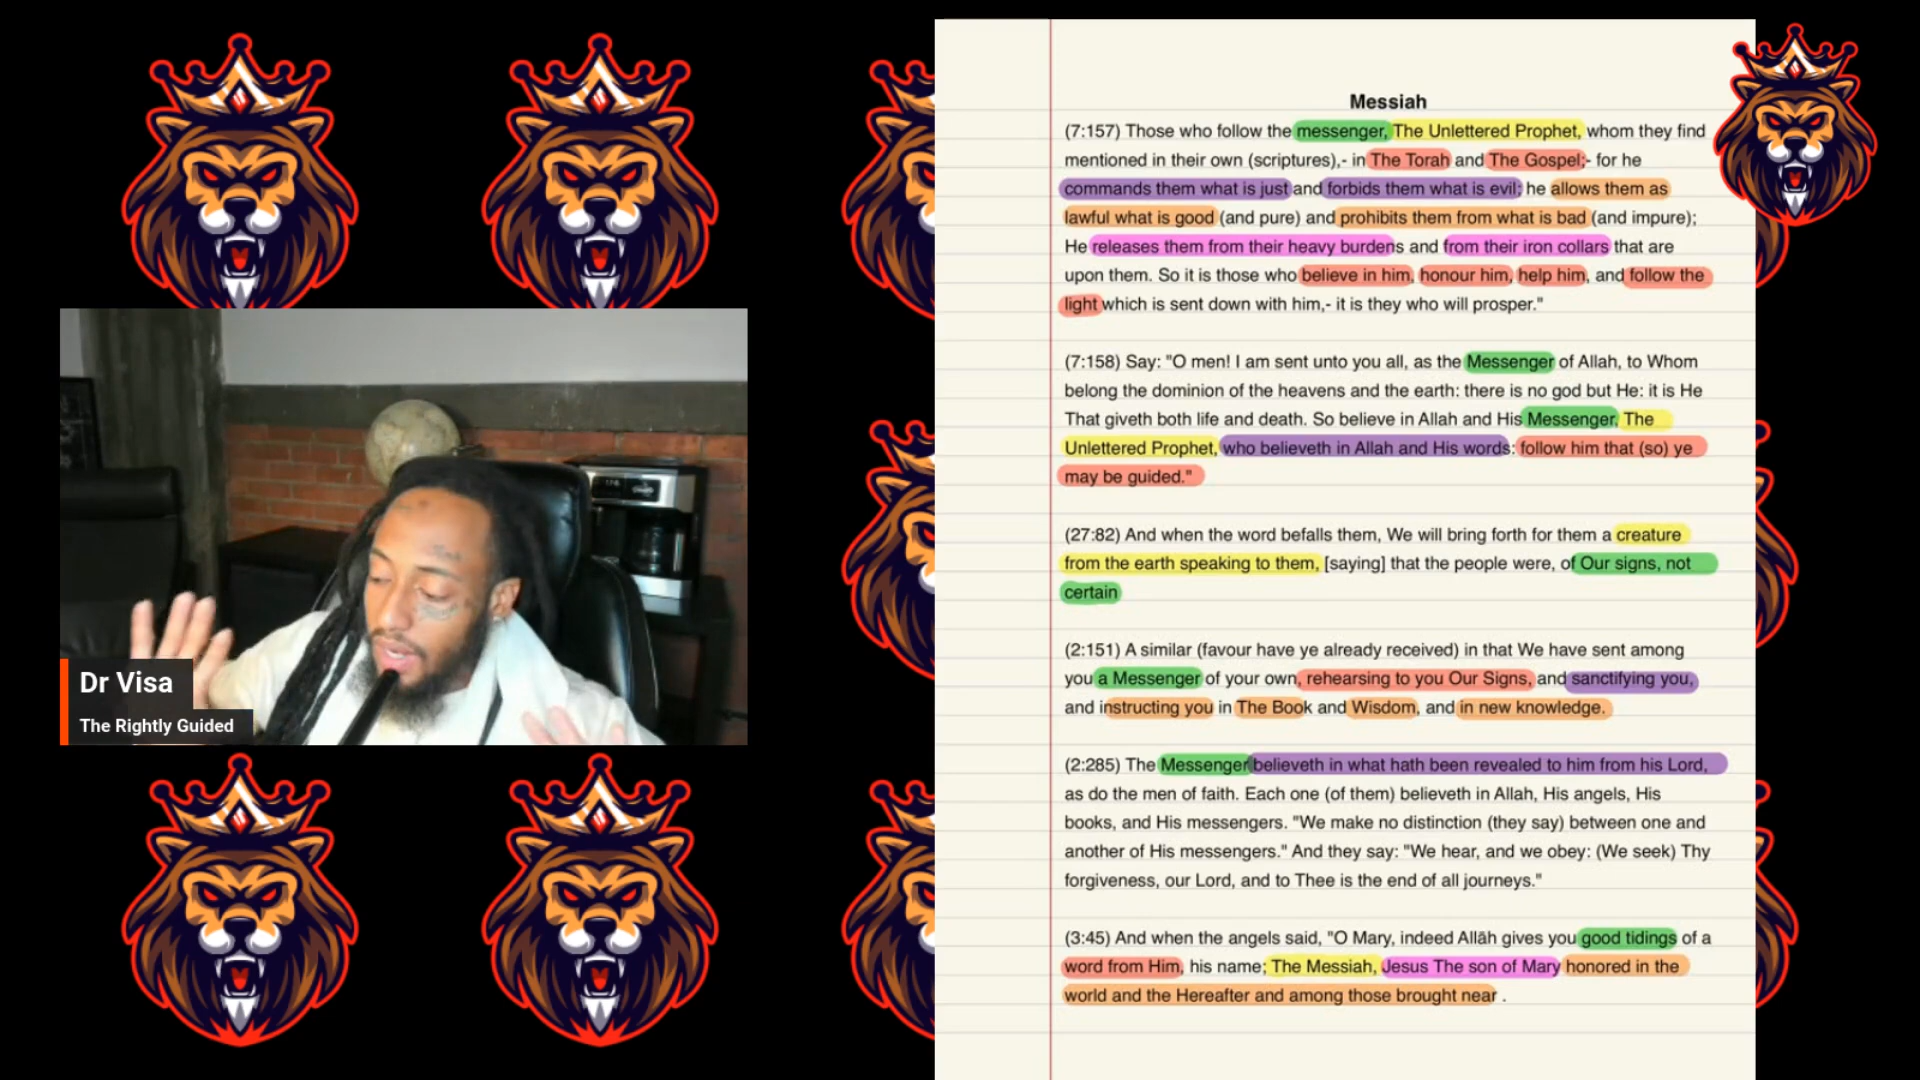 Messiah
(7:157) Those who follow the messenger, The Unlettered Prophet, whom they find
mentioned in their own (scriptures),- in The Torah and The Gospel;- for he
commands them what is just and forbids them what is evil; he allows them as
lawful what is good (and pure) and prohibits them from what is bad (and impure);
He releases them from their heavy burdens and from their iron collars that are
upon them. So it is those who believe in him, honour him, help him, and follow the
light which is sent down with him,- it is they who will prosper."
(7:158) Say: "O men! I am sent unto you all, as the Messenger of Allah, to Whom
belong the dominion of the heavens and the earth: there is no god but He: it is He
That giveth both life and death. So believe in Allah and His Messenger, The
Unlettered Prophet, who believeth in Allah and His words: follow him that (so) ye
may be guided."
(27:82) And when the word befalls them, We will bring forth for them a creature
from the earth speaking to them, [saying] that the people were, of Our signs, not
certain
(2:151) A similar (favour have ye already received) in that We have sent among
you a Messenger of your own, rehearsing to you Our Signs, and sanctifying you,
and instructing you in The Book and Wisdom, and in new knowledge.
(2:285) The Messenger believeth in what hath been revealed to him from his Lord,
as do the men of faith. Each one (of them) believeth in Allah, His angels, His
books, and His messengers. "We make no distinction (they say) between one and
another of His messengers." And they say: "We hear, and we obey: (We seek) Thy
forgiveness, our Lord, and to Thee is the end of all journeys."
(3:45) And when the angels said, "O Mary, indeed Allāh gives you good tidings of a
word from Him, his name; The Messiah, Jesus The son of Mary honored in the
world and the Hereafter and among those brought near .
Dr Visa
The Rightly Guided